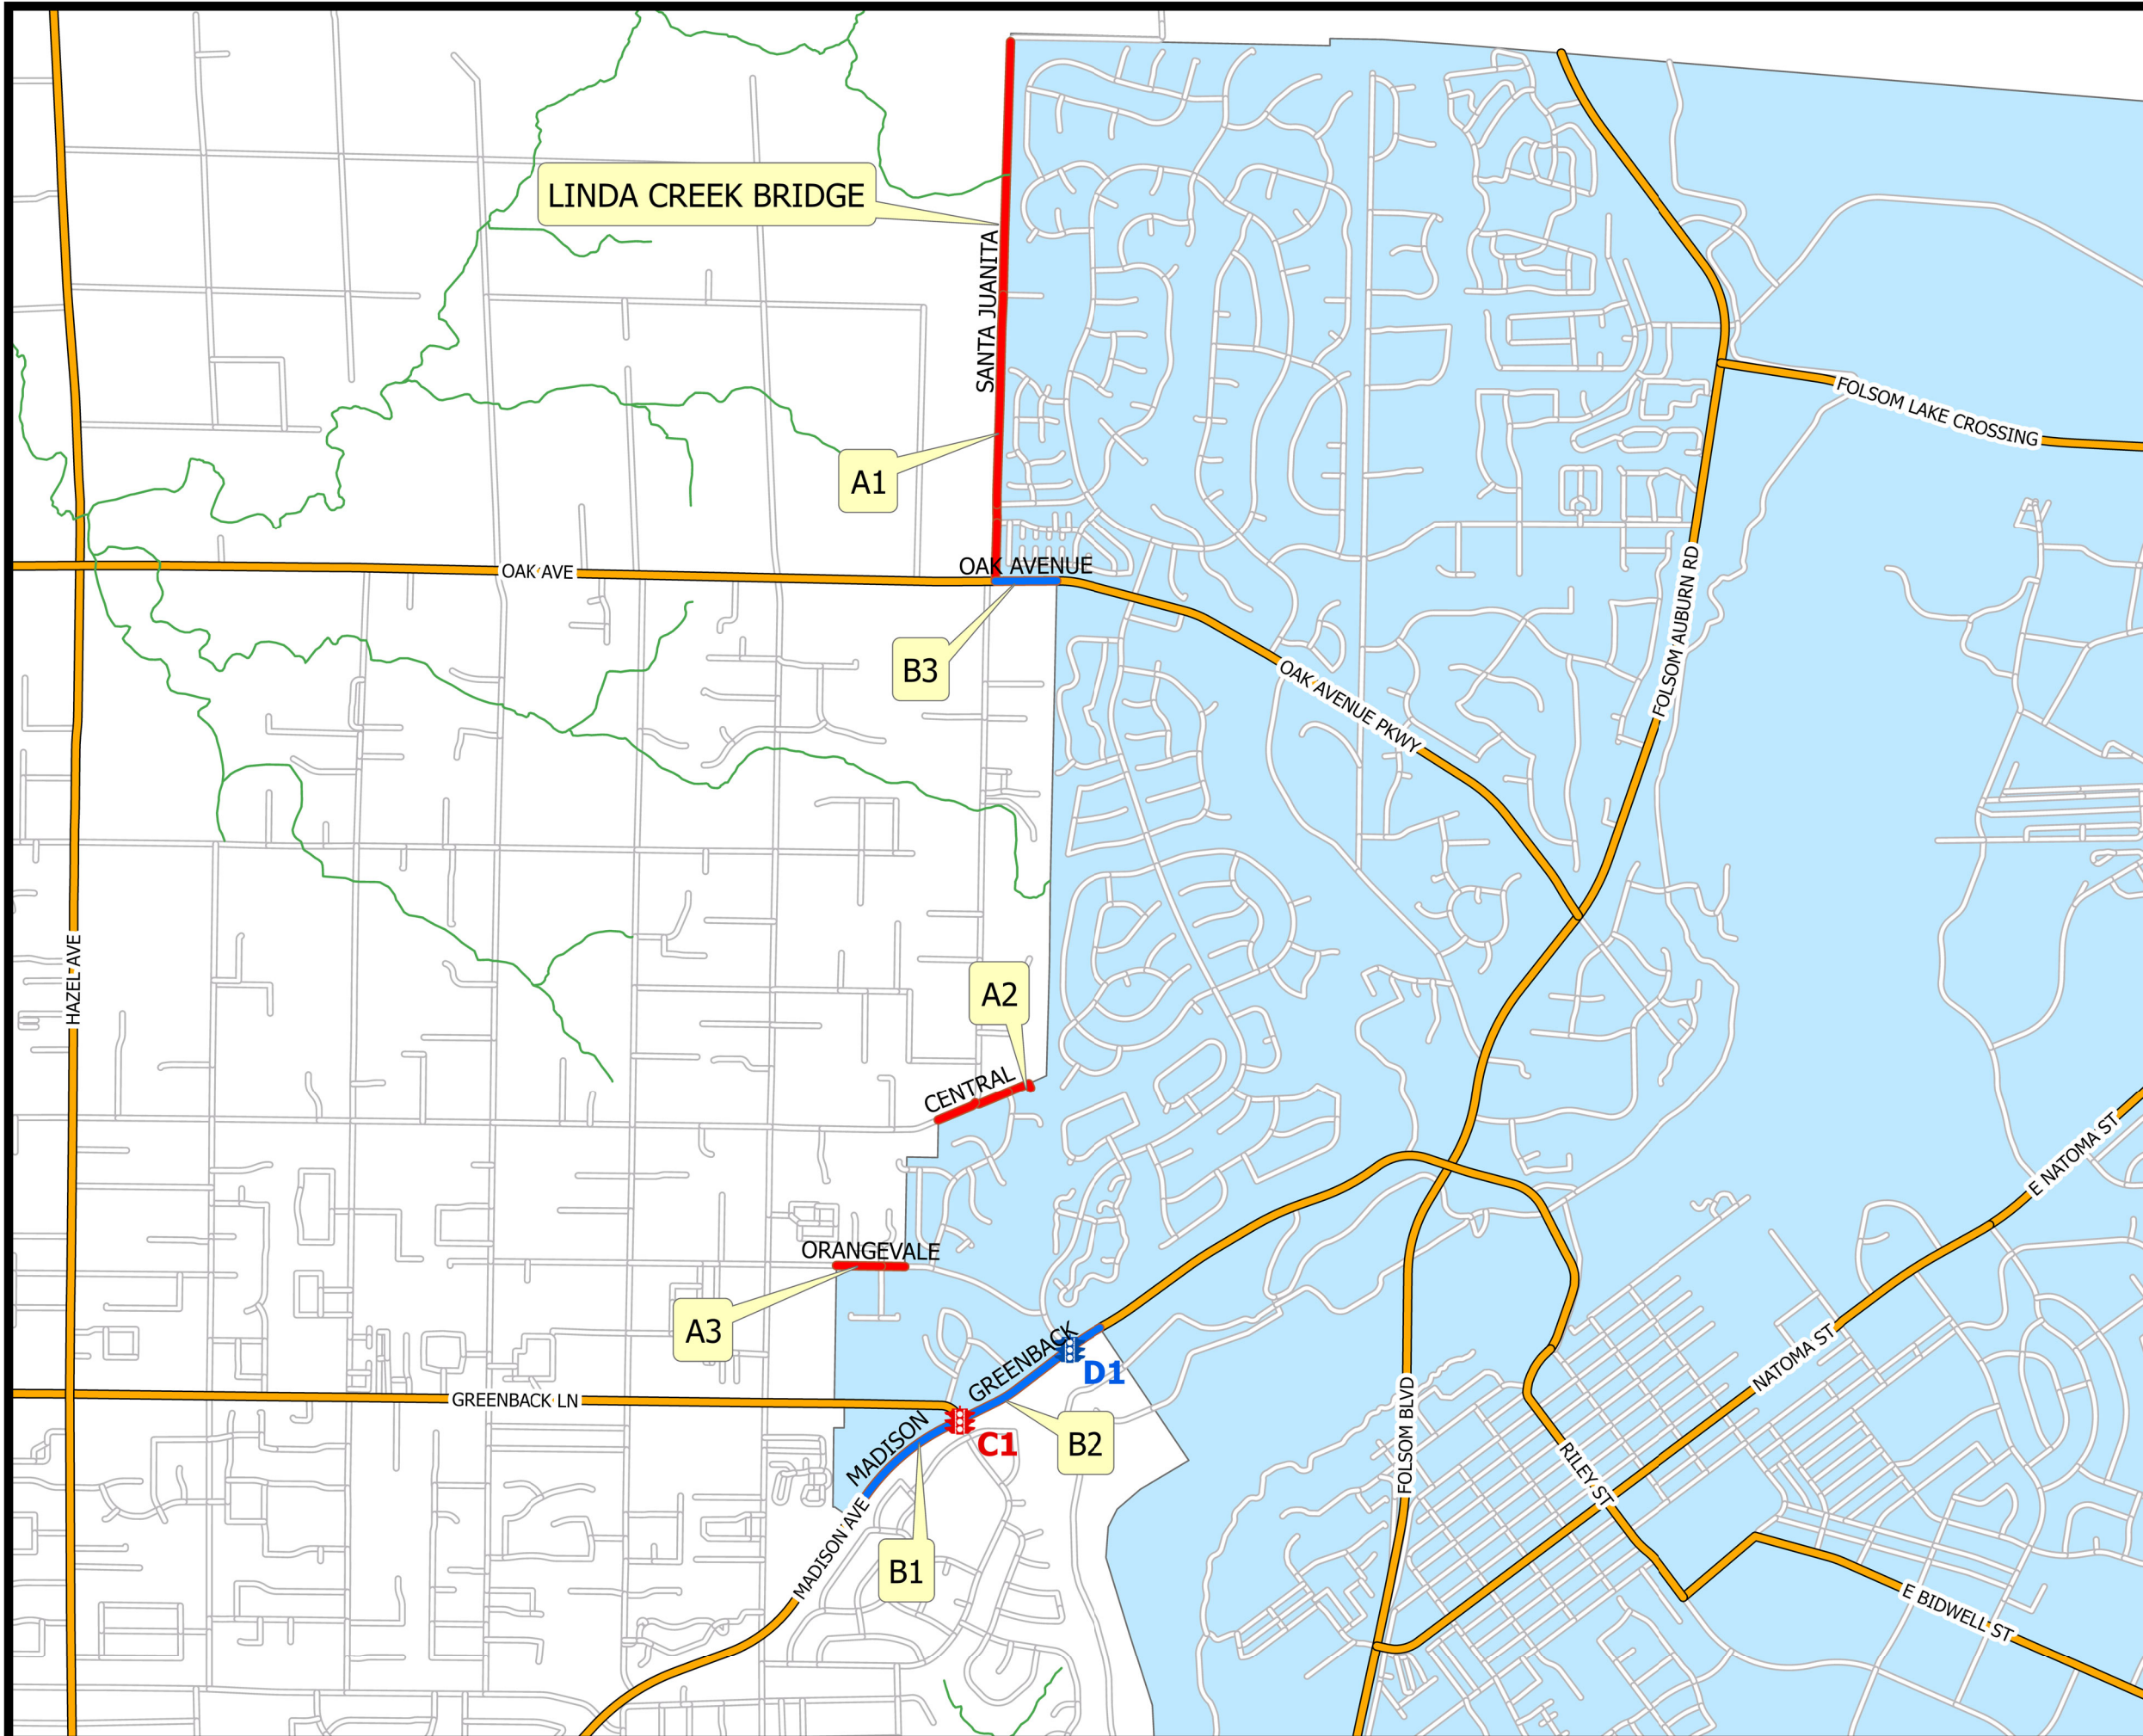 LINDA CREEK BRIDGE
SANTA JUANITA
FOLSOM LAKE CROSSING
A1
OAK AVENUE
OAK AVE
B3
FOLSOM AUBURN RD
OAK AVENUE PKWY
HAZEL AVE
A2
CENTRAL
E NATOMA ST
ORANGEVALE
A3
GREENBACK
D1
NATOMA ST
GREENBACK LN
MADISON
C1
B2
FOLSOM BLVD
RILEY ST
MADISON AVE
B1
E BIDWELL ST